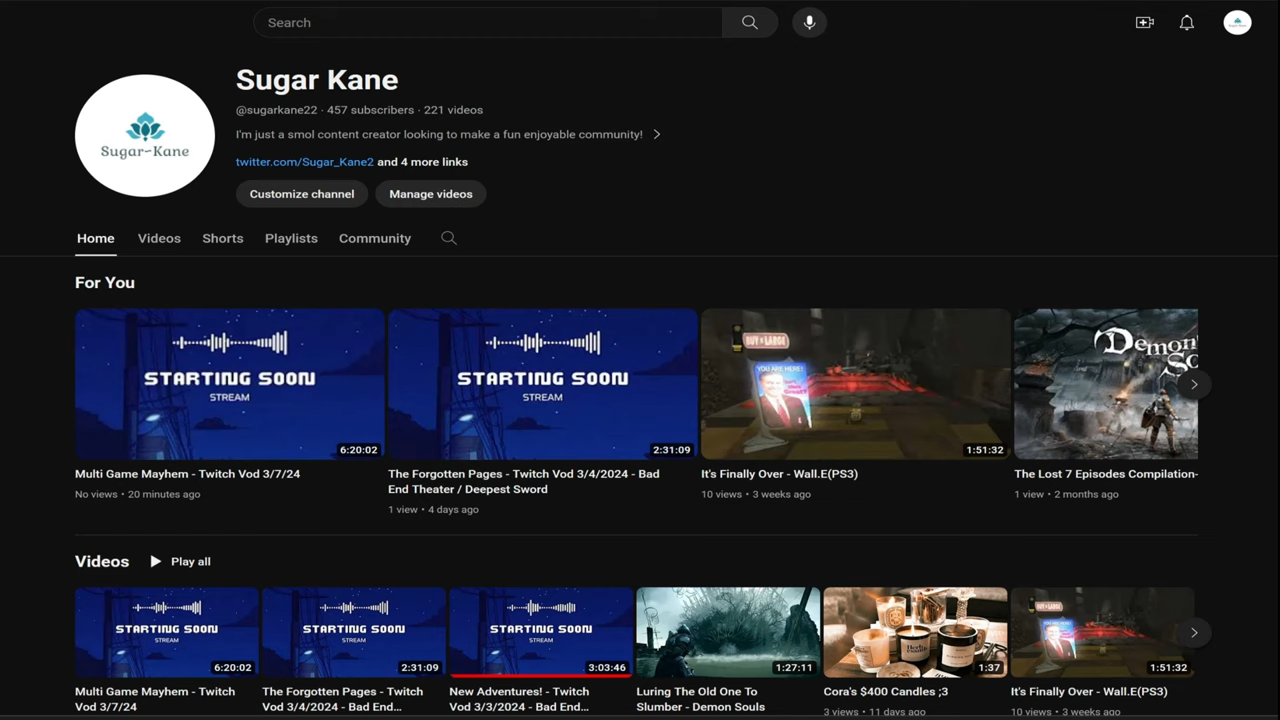 Search
Sugar Kane
@sugarkane22 · 457 subscribers · 221 videos
I'm just a smol content creator looking to make a fun enjoyable community!
twitter.com/Sugar_Kane2 and 4 more links
Sugar~Kane
Customize channel
Manage videos
Home
Videos
Shorts
Playlists
Community
For You
STARTING SOON
STREAM
6:20:02
STARTING SOON
STREAM
2:31:09
BUY N LARGE
YOU ARE HERE!
1:51:32
Demon
So
Multi Game Mayhem - Twitch Vod 3/7/24
No views • 20 minutes ago
The Forgotten Pages - Twitch Vod 3/4/2024 - Bad
End Theater / Deepest Sword
1 view • 4 days ago
It's Finally Over - Wall.E(PS3)
10 views • 3 weeks ago
The Lost 7 Episodes Compilation-
1 view • 2 months ago
Videos
Play all
STARTING SOON
STREAM
6:20:02
STARTING SOON
STREAM
2:31:09
STARTING SOON
STREAM
3:03:46
1:27:11
1:37
BUY N LARGE
1:51:32
Multi Game Mayhem - Twitch
Vod 3/7/24
The Forgotten Pages - Twitch
Vod 3/4/2024 - Bad End...
New Adventures! - Twitch
Vod 3/3/2024 - Bad End...
Luring The Old One To
Slumber - Demon Souls
Cora's $400 Candles ;3
3 views • 11 days ago
It's Finally Over - Wall.E(PS3)
10 views • 3 weeks ago